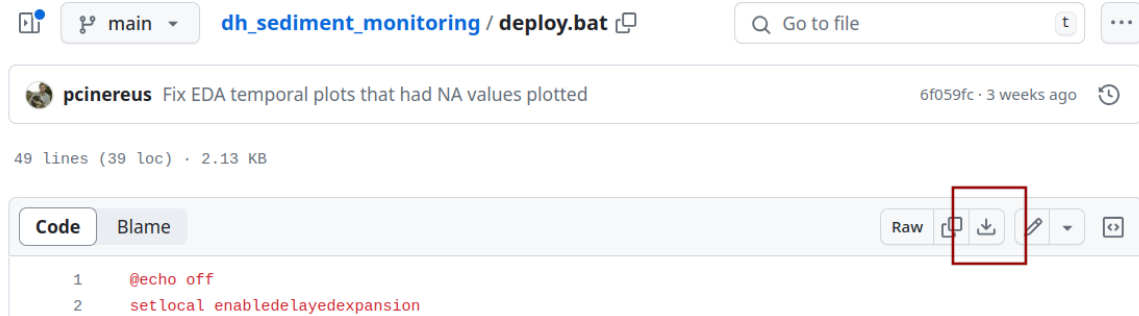 main dh_sediment_monitoring / deploy.bat Go to file t
pcinereus Fix EDA temporal plots that had NA values plotted 6f059fc · 3 weeks ago
49 lines (39 loc) · 2.13 KB
Code Blame Raw
1 @echo off
2 setlocal enabledelayedexpansion